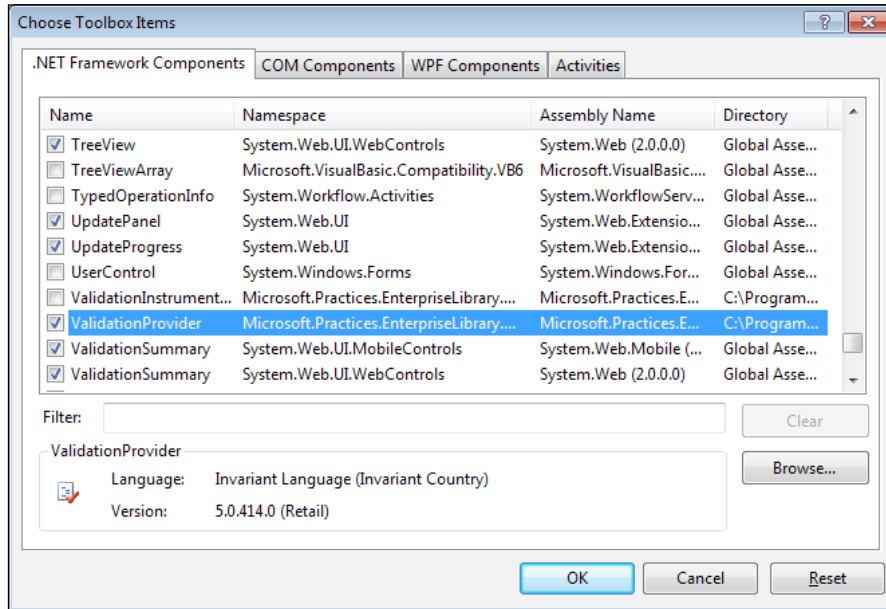 Choose Toolbox Items
.NET Framework Components COM Components WPF Components Activities
Name Namespace Assembly Name Directory
TreeView System.Web.UI.WebControls System.Web (2.0.0.0) Global Asse...
TreeViewArray Microsoft.VisualBasic.Compatibility.VB6 Microsoft.VisualBasic.... Global Asse...
TypedOperationInfo System.Workflow.Activities System.WorkflowServ... Global Asse...
UpdatePanel System.Web.UI System.Web.Extensio... Global Asse...
UpdateProgress System.Web.UI System.Web.Extensio... Global Asse...
UserControl System.Windows.Forms System.Windows.For... Global Asse...
ValidationInstrument... Microsoft.Practices.EnterpriseLibrary.... Microsoft.Practices.E... C:\Program...
ValidationProvider Microsoft.Practices.EnterpriseLibrary.... Microsoft.Practices.E... C:\Program...
ValidationSummary System.Web.UI.MobileControls System.Web.Mobile (... Global Asse...
ValidationSummary System.Web.UI.WebControls System.Web (2.0.0.0) Global Asse...
Filter: Clear
ValidationProvider
Language: Invariant Language (Invariant Country) Browse...
Version: 5.0.414.0 (Retail)
OK Cancel Reset